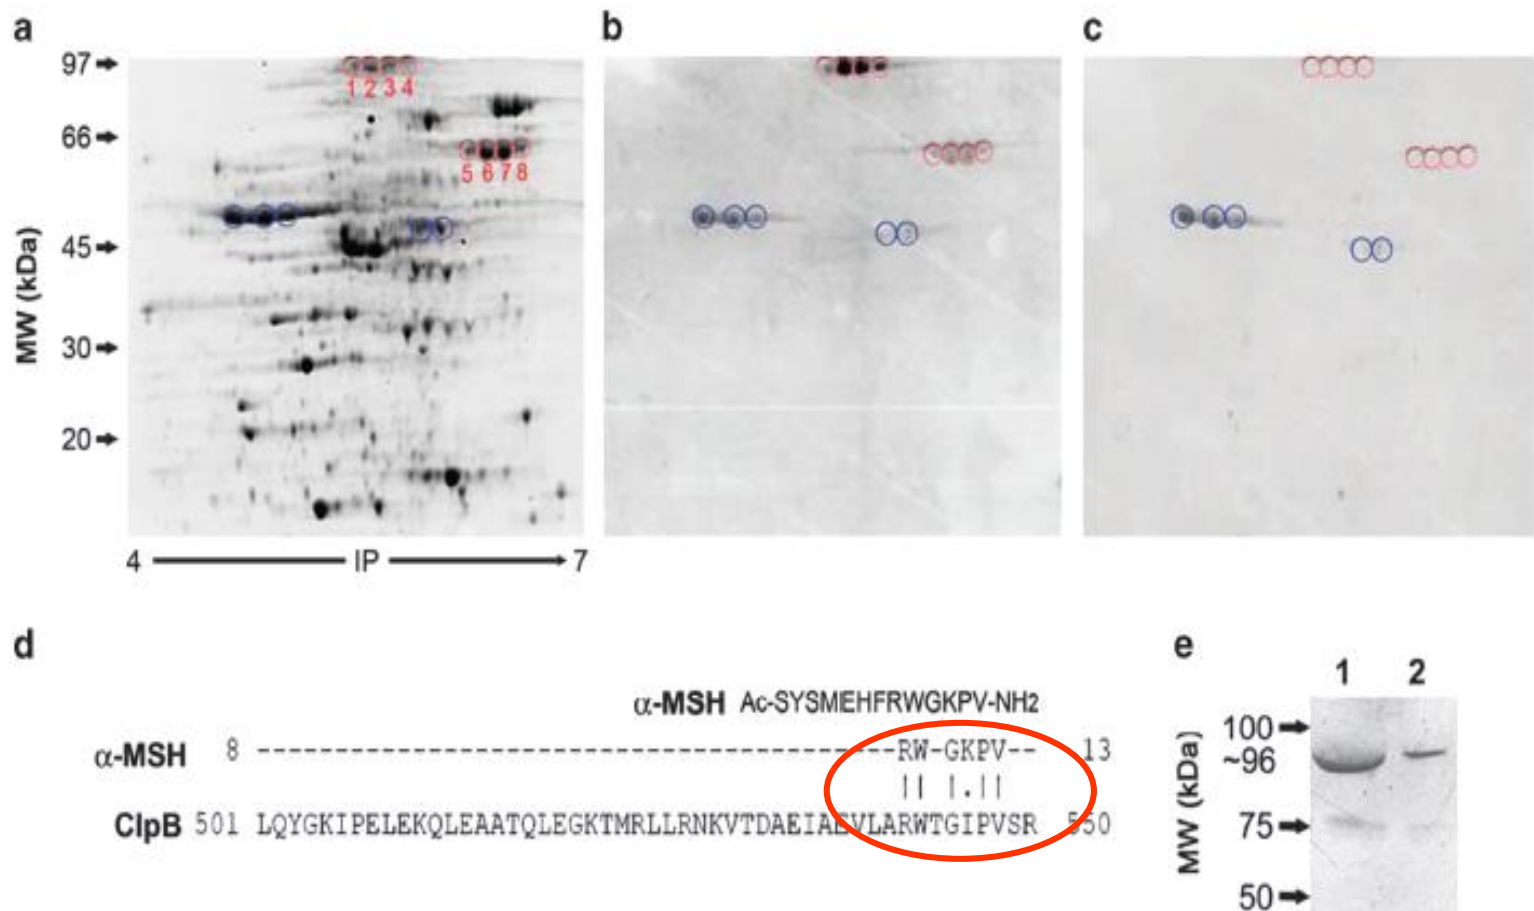 a
97
66
45
30
20
MW (kDa)
1 2 3 4
5 6 7 8
4 IP 7
b
c
d
α-MSH Ac-SYSMEHFRWGKPV-NH2
α-MSH 8 -----------------------------------------RW-GKPV-- 13
|| |.||
ClpB 501 LQYGKIPELEKQLEAATQLEGKTMRLLRNKVTDAEIAEVLARWTGIPVSR 550
e
1 2
MW (kDa)
100
~96
75
50